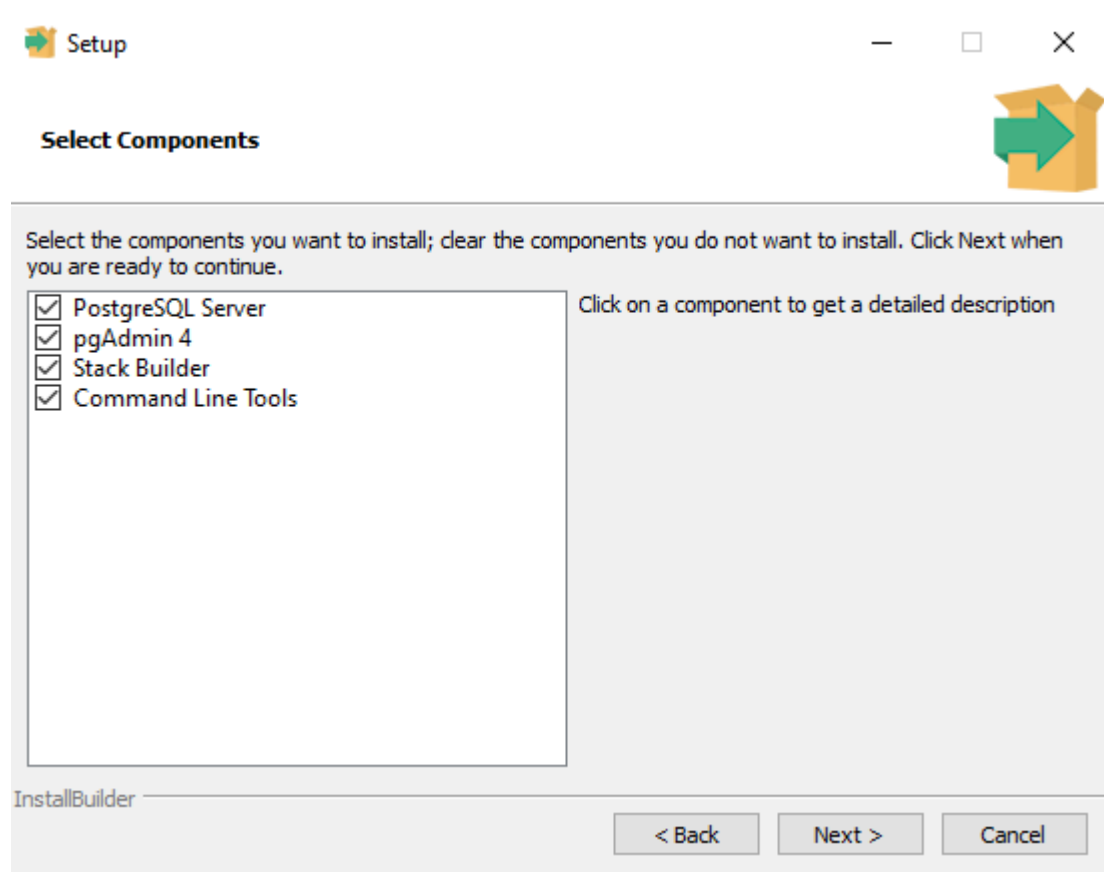 Setup
Select Components
Select the components you want to install; clear the components you do not want to install. Click Next when
you are ready to continue.
PostgreSQL Server
pgAdmin 4
Stack Builder
Command Line Tools
Click on a component to get a detailed description
InstallBuilder
< Back
Next >
Cancel